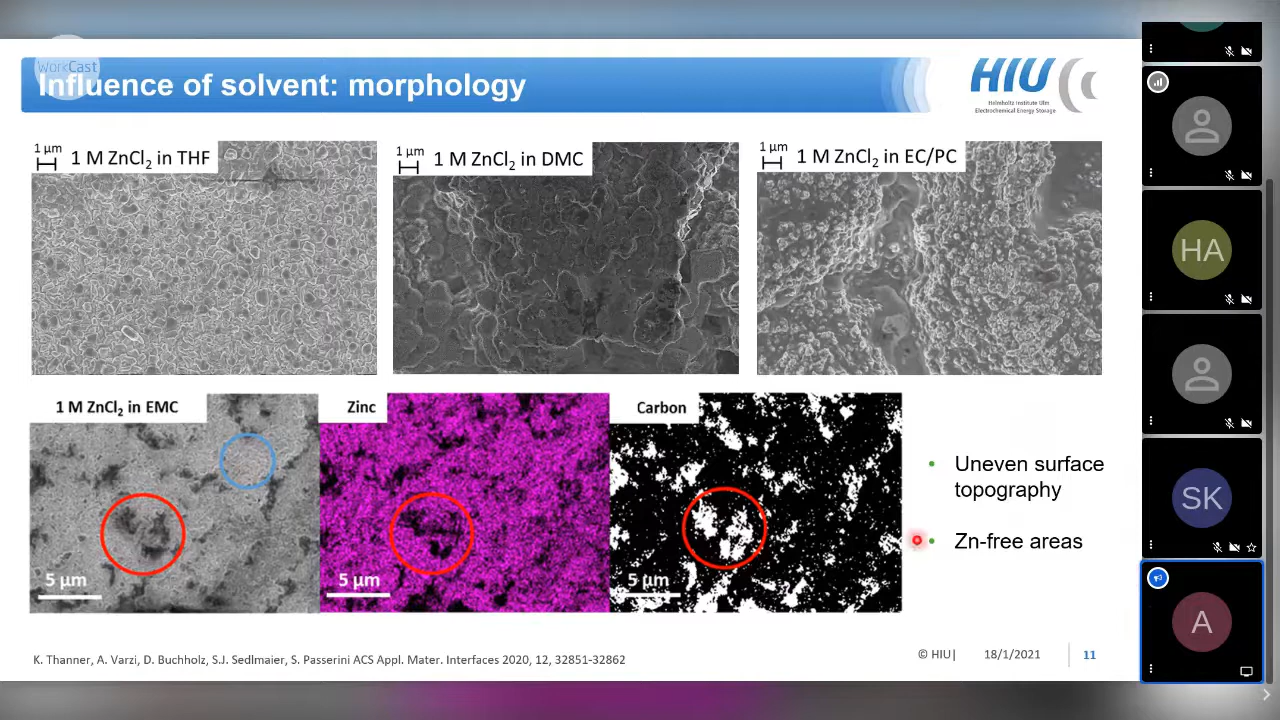 WorkCast
Influence of solvent: morphology
HIU
Helmholtz Institute Ulm
Electrochemical Energy Storage
1 µm
1 M ZnCl2 in THF
1 µm
1 M ZnCl2 in DMC
1 µm
1 M ZnCl2 in EC/PC
1 M ZnCl2 in EMC
Zinc
Carbon
5 µm
5 µm
5 µm
• Uneven surface
topography
• Zn-free areas
K. Thanner, A. Varzi, D. Buchholz, S.J. Sedlmaier, S. Passerini ACS Appl. Mater. Interfaces 2020, 12, 32851-32862
© HIU|
18/1/2021
11
HA
SK
A